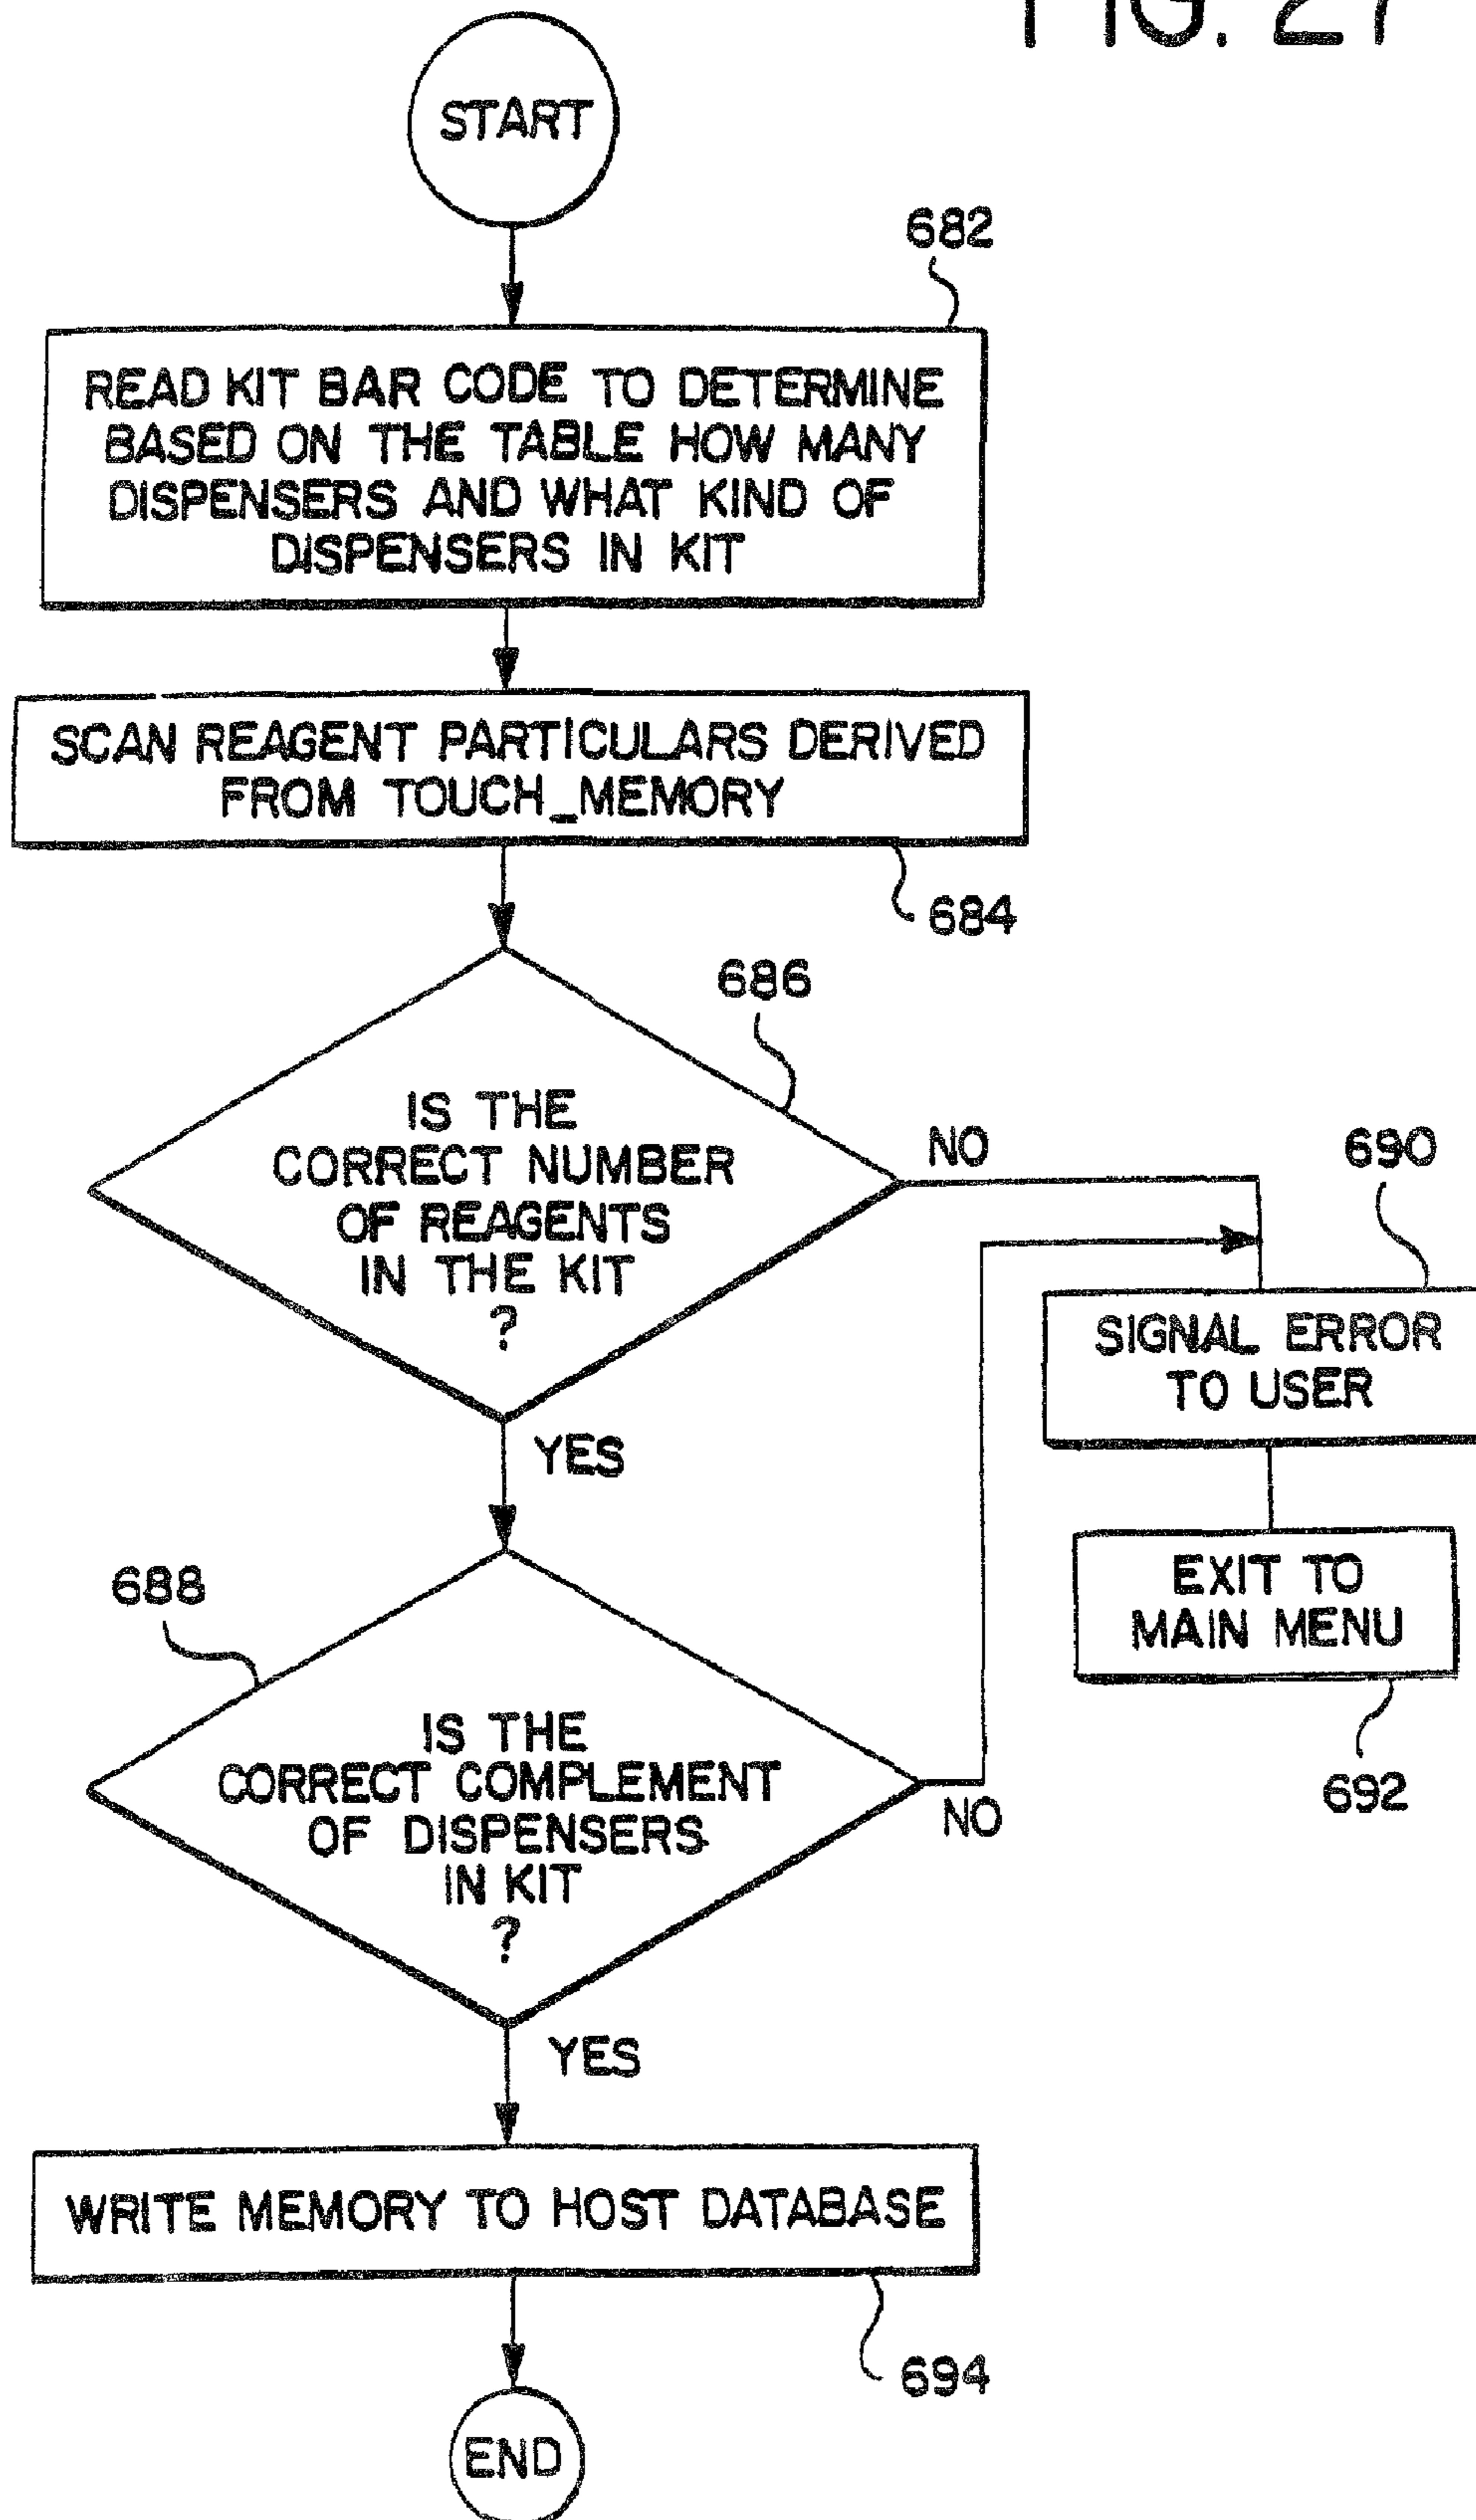 START
682
READ KIT BAR CODE TO DETERMINE
BASED ON THE TABLE HOW MANY
DISPENSERS AND WHAT KIND OF
DISPENSERS IN KIT
SCAN REAGENT PARTICULARS DERIVED
FROM TOUCH_MEMORY
684
686
IS THE
CORRECT NUMBER
OF REAGENTS
IN THE KIT
?
NO
690
SIGNAL ERROR
TO USER
YES
EXIT TO
MAIN MENU
692
688
IS THE
CORRECT COMPLEMENT
OF DISPENSERS
IN KIT
?
NO
YES
WRITE MEMORY TO HOST DATABASE
694
END